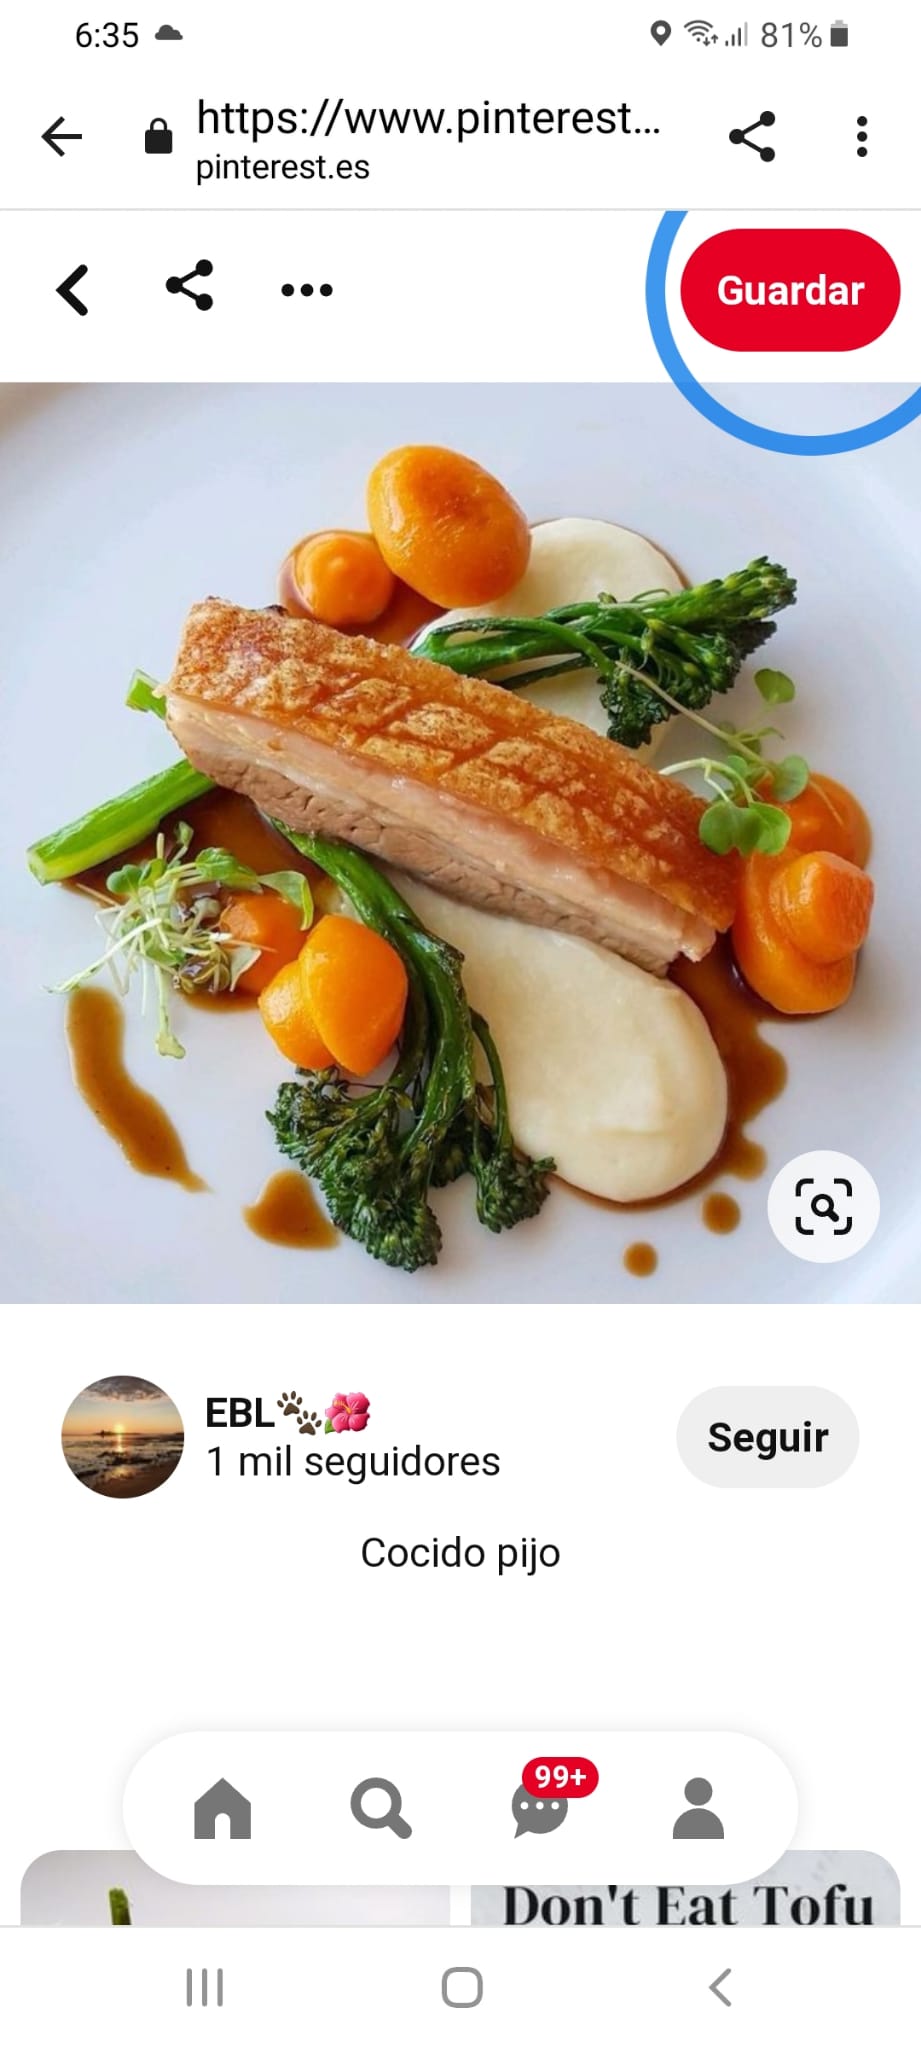 6:35
81%
https://www.pinterest...
pinterest.es
Guardar
EBL
1 mil seguidores
Seguir
Cocido pijo
99+
Don't Eat Tofu